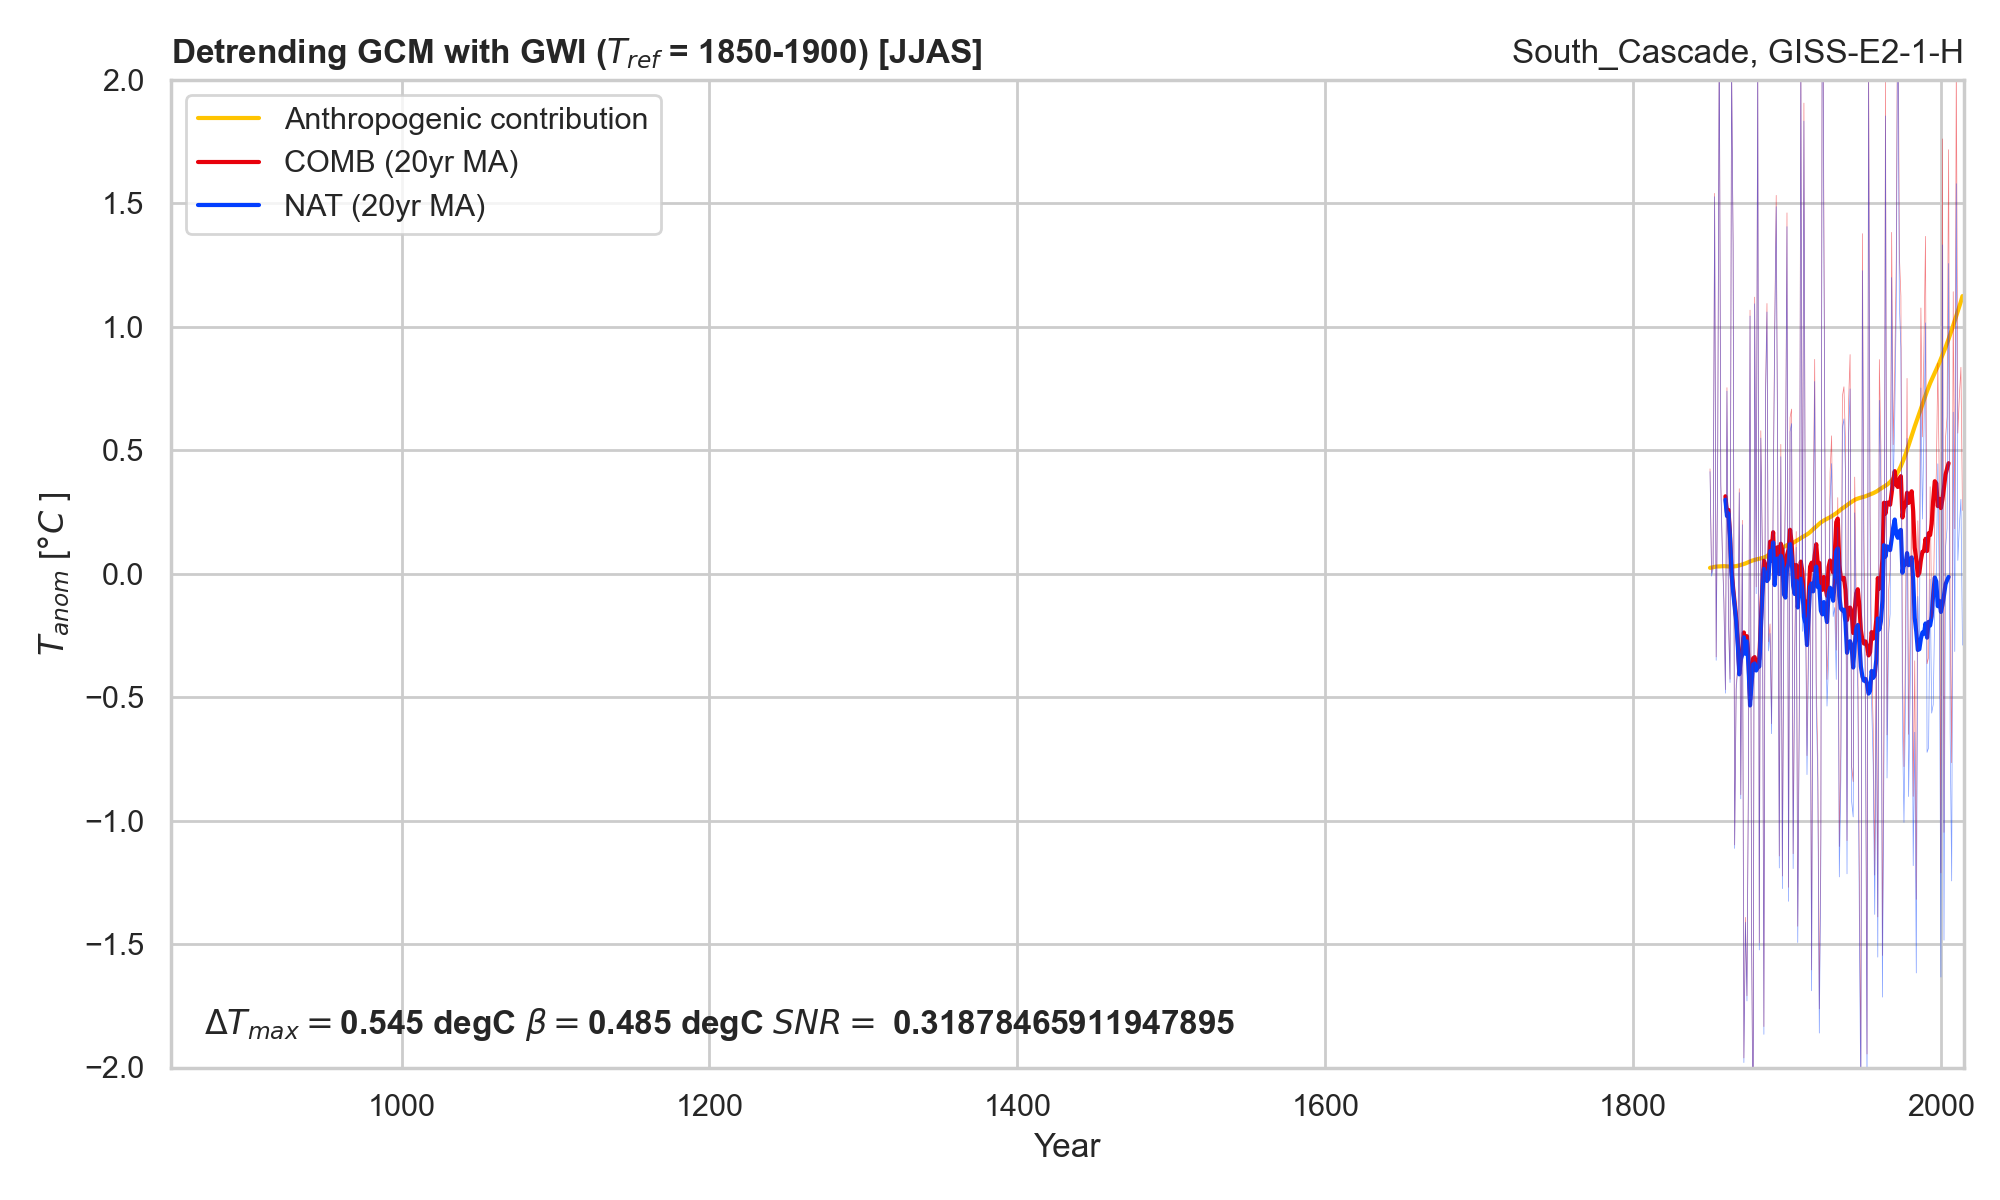 Detrending GCM with GWI (T_ref = 1850-1900) [JJAS]
South_Cascade, GISS-E2-1-H
Anthropogenic contribution
COMB (20yr MA)
NAT (20yr MA)
2.0
1.5
1.0
0.5
0.0
−0.5
−1.0
−1.5
−2.0
T_anom [°C ]
ΔT_max = 0.545 degC β = 0.485 degC SNR = 0.31878465911947895
1000
1200
1400
1600
1800
2000
Year